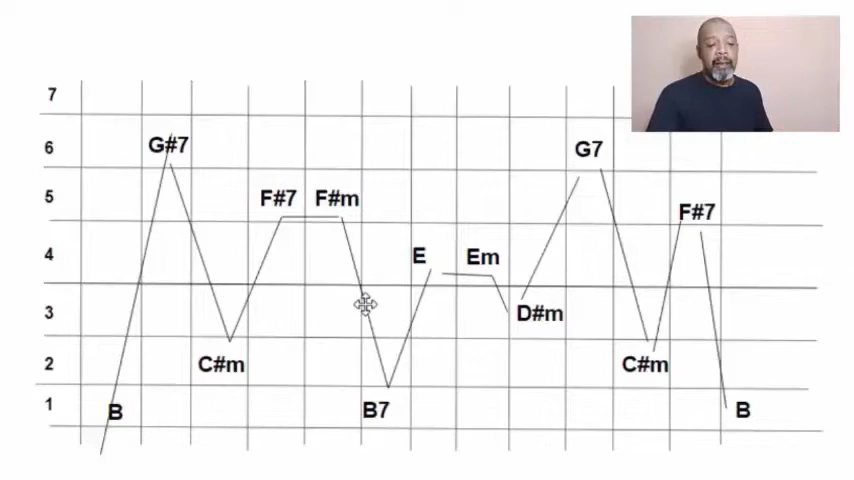 7
6 G#7 G7
5 F#7 F#m F#7
4 E Em
3 D#m
2 C#m C#m
1 B B7 B